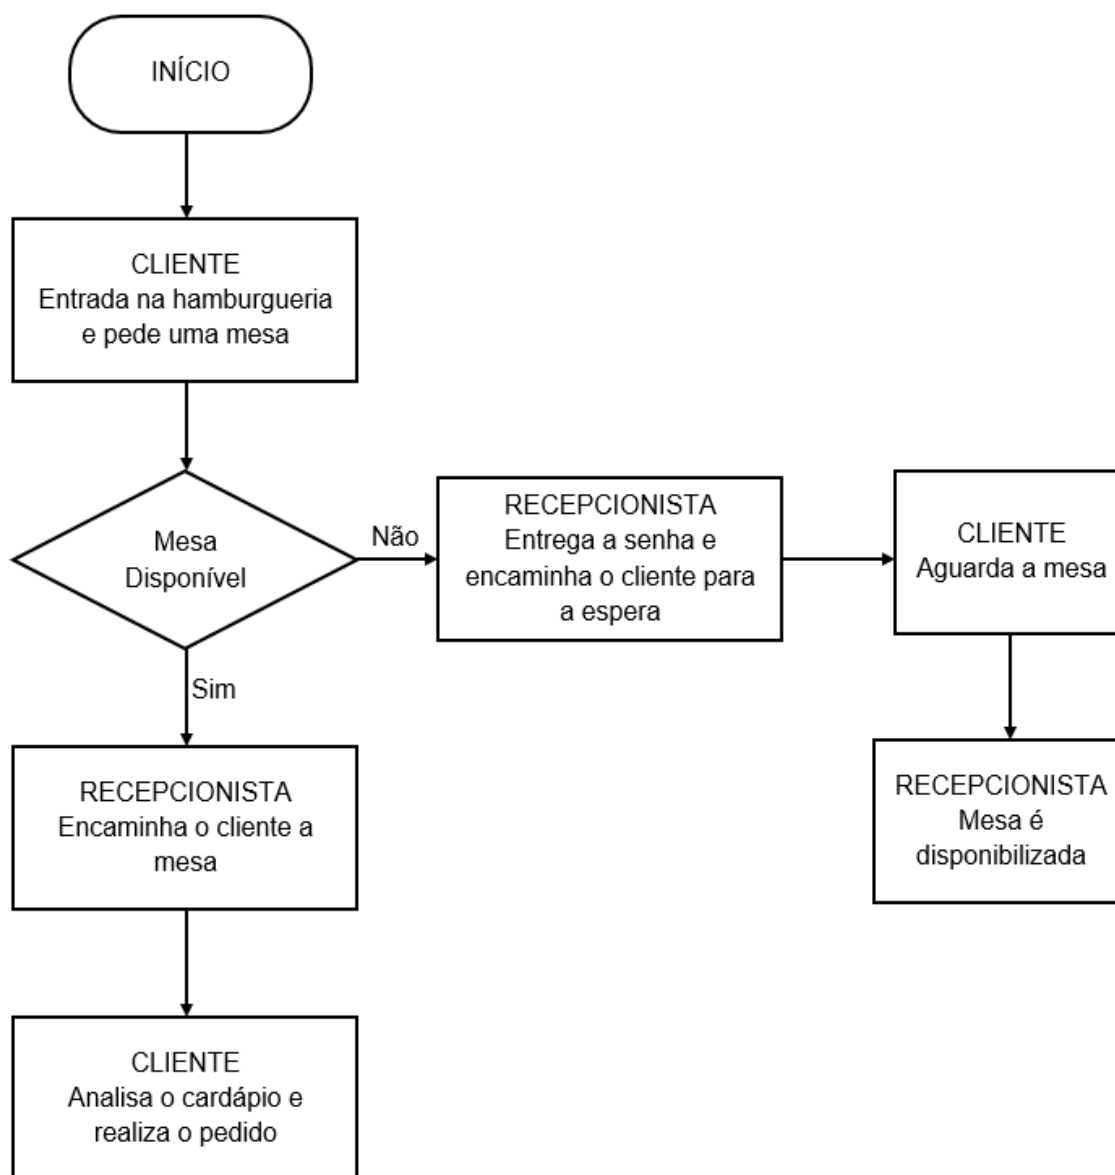 INÍCIO
CLIENTE
Entrada na hamburgueria
e pede uma mesa
Mesa
Disponível
Não
RECEPCIONISTA
Entrega a senha e
encaminha o cliente para
a espera
CLIENTE
Aguarda a mesa
Sim
RECEPCIONISTA
Encaminha o cliente a
mesa
RECEPCIONISTA
Mesa é
disponibilizada
CLIENTE
Analisa o cardápio e
realiza o pedido